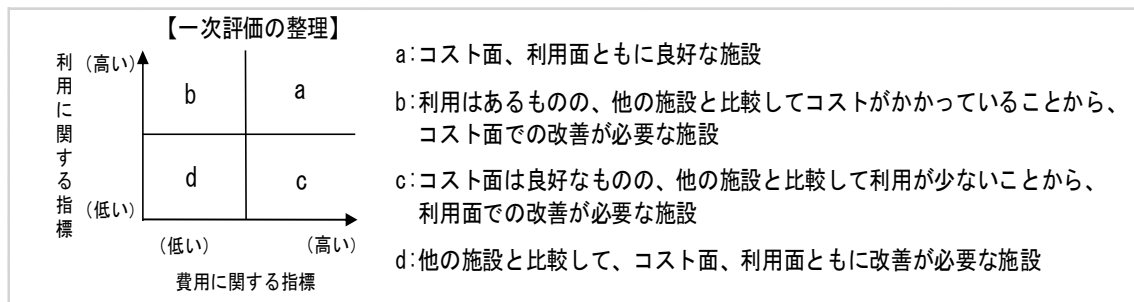 【一次評価の整理】
利用に関する指標
(高い)
b
a
d
c
(低い)
(低い)
(高い)
費用に関する指標
a:コスト面、利用面ともに良好な施設
b:利用はあるものの、他の施設と比較してコストがかかっていることから、
コスト面での改善が必要な施設
c:コスト面は良好なものの、他の施設と比較して利用が少ないことから、
利用面での改善が必要な施設
d:他の施設と比較して、コスト面、利用面ともに改善が必要な施設